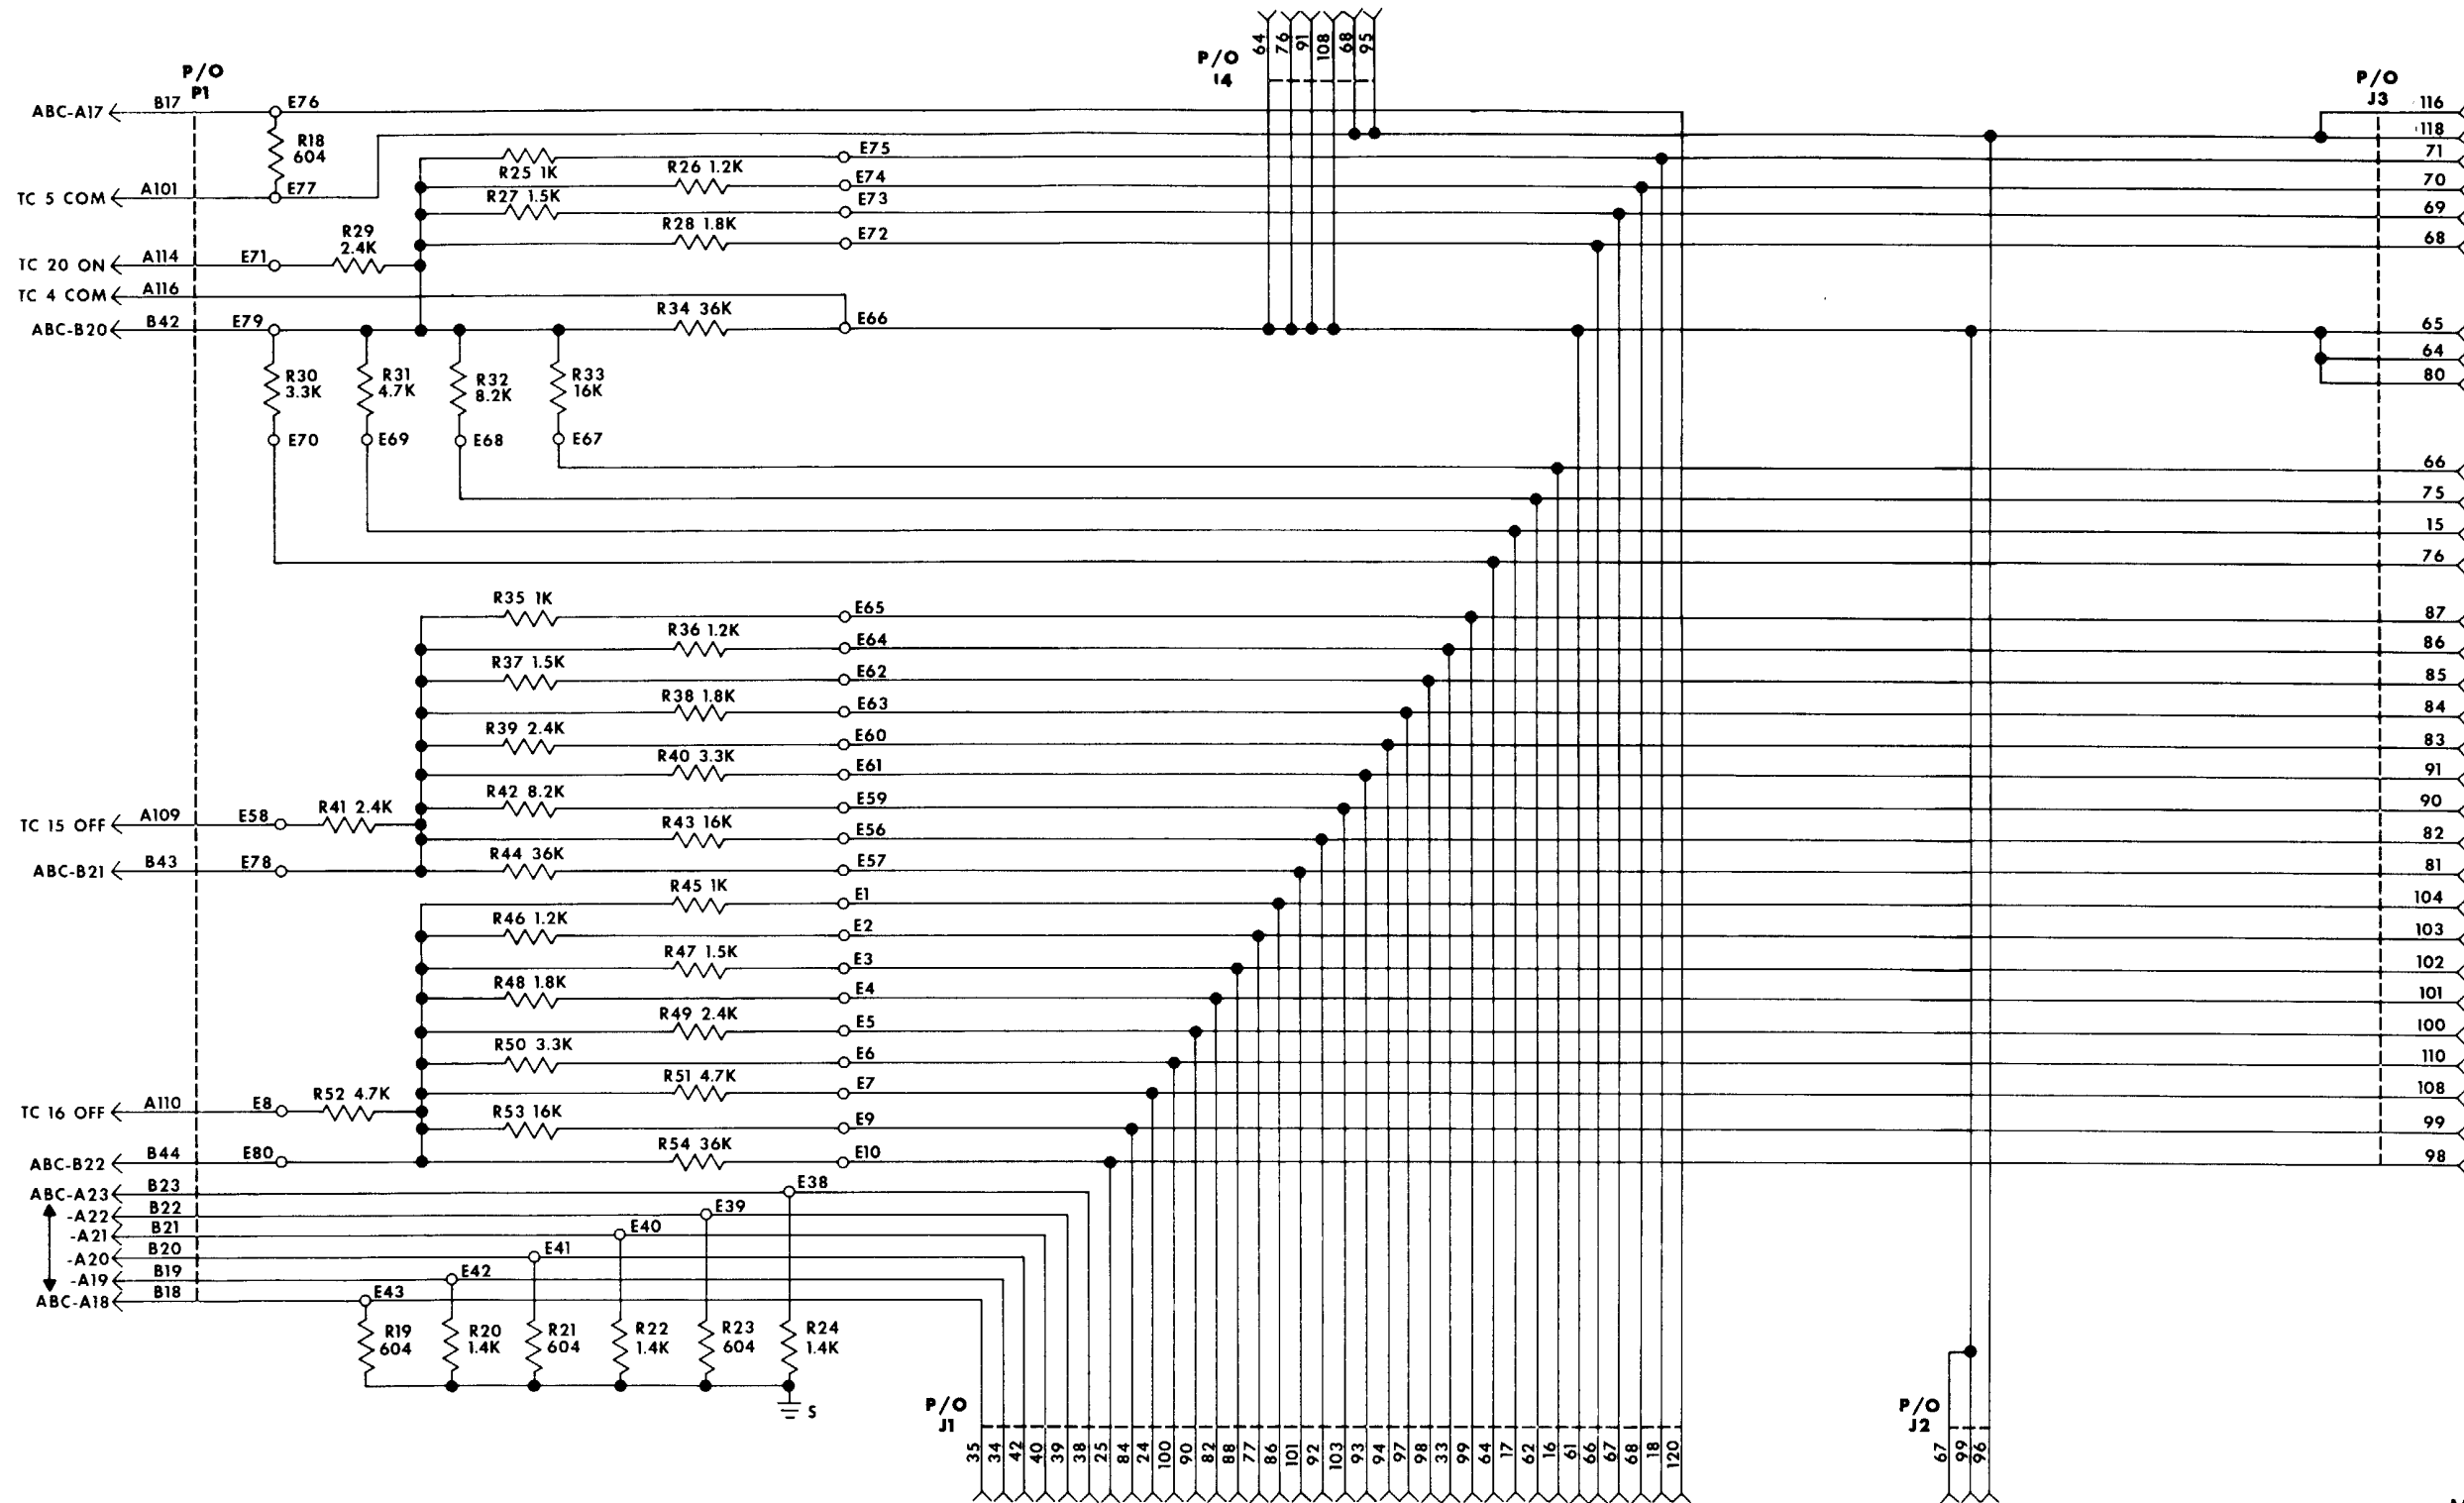 P/O
P1
P/O
I4
64
76
91
108
68
95
P/O
J3
ABC-A17 B17 E76 116
R18
604
118
E75 71
R25 1K
R26 1.2K E74 70
TC 5 COM A101 E77
R27 1.5K E73 69
R28 1.8K E72 68
R29
2.4K
TC 20 ON A114 E71
TC 4 COM A116
ABC-B20 B42 E79 R34 36K E66 65
64
80
R30
3.3K
R31
4.7K
R32
8.2K
R33
16K
E70 E69 E68 E67
66
75
15
76
R35 1K E65 87
R36 1.2K E64 86
R37 1.5K E62 85
R38 1.8K E63 84
R39 2.4K E60 83
R40 3.3K E61 91
R42 8.2K E59 90
TC 15 OFF A109 E58 R41 2.4K
R43 16K E56 82
ABC-B21 B43 E78 R44 36K E57 81
R45 1K E1 104
R46 1.2K E2 103
R47 1.5K E3 102
R48 1.8K E4 101
R49 2.4K E5 100
R50 3.3K E6 110
R51 4.7K E7 108
TC 16 OFF A110 E8 R52 4.7K
R53 16K E9 99
ABC-B22 B44 E80 R54 36K E10 98
ABC-A23 B23 E38
-A22 B22 E39
-A21 B21 E40
-A20 B20 E41
-A19 B19 E42
ABC-A18 B18 E43
R19
604
R20
1.4K
R21
604
R22
1.4K
R23
604
R24
1.4K
S
P/O
J1
35
34
42
40
39
38
25
84
24
100
90
82
88
77
86
101
92
103
93
94
97
98
33
99
64
17
62
16
61
66
67
68
18
120
P/O
J2
67
99
96